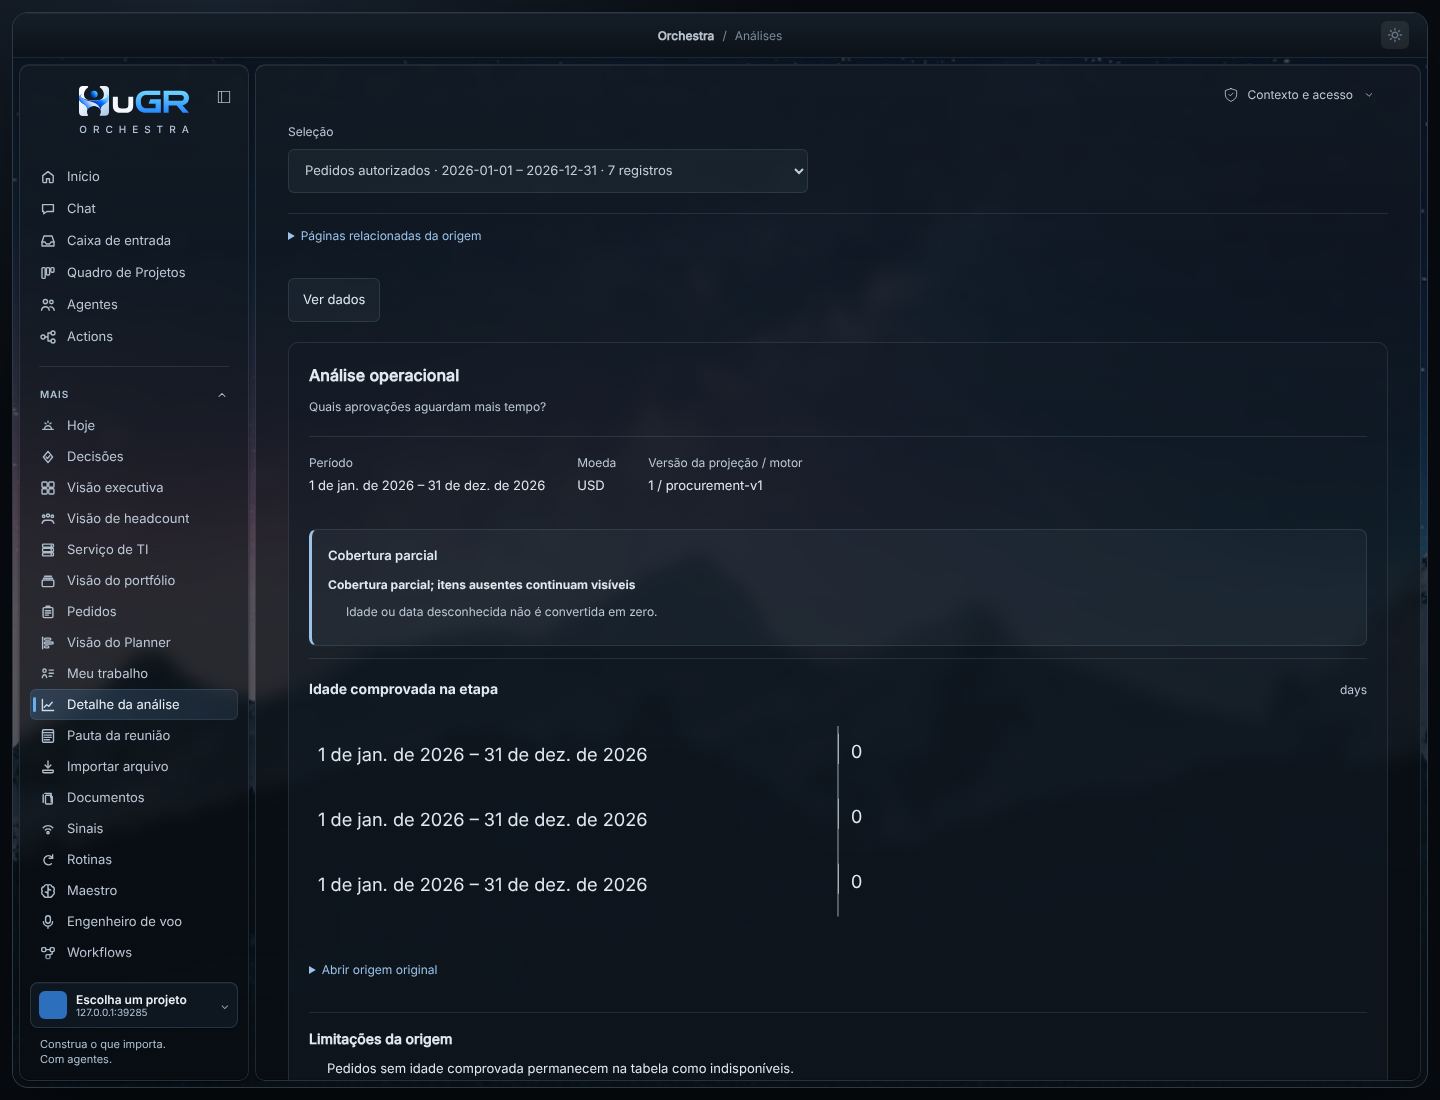 Orchestra / Análises
HuGR
ORCHESTRA
Início
Chat
Caixa de entrada
Quadro de Projetos
Agentes
Actions
MAIS
Hoje
Decisões
Visão executiva
Visão de headcount
Serviço de TI
Visão do portfólio
Pedidos
Visão do Planner
Meu trabalho
Detalhe da análise
Pauta da reunião
Importar arquivo
Documentos
Sinais
Rotinas
Maestro
Engenheiro de voo
Workflows
Escolha um projeto
127.0.0.1:39285
Construa o que importa.
Com agentes.
Contexto e acesso
Seleção
Pedidos autorizados · 2026-01-01 – 2026-12-31 · 7 registros
Páginas relacionadas da origem
Ver dados
Análise operacional
Quais aprovações aguardam mais tempo?
Período Moeda Versão da projeção / motor
1 de jan. de 2026 – 31 de dez. de 2026 USD 1 / procurement-v1
Cobertura parcial
Cobertura parcial; itens ausentes continuam visíveis
Idade ou data desconhecida não é convertida em zero.
Idade comprovada na etapa days
1 de jan. de 2026 – 31 de dez. de 2026 0
1 de jan. de 2026 – 31 de dez. de 2026 0
1 de jan. de 2026 – 31 de dez. de 2026 0
Abrir origem original
Limitações da origem
Pedidos sem idade comprovada permanecem na tabela como indisponíveis.